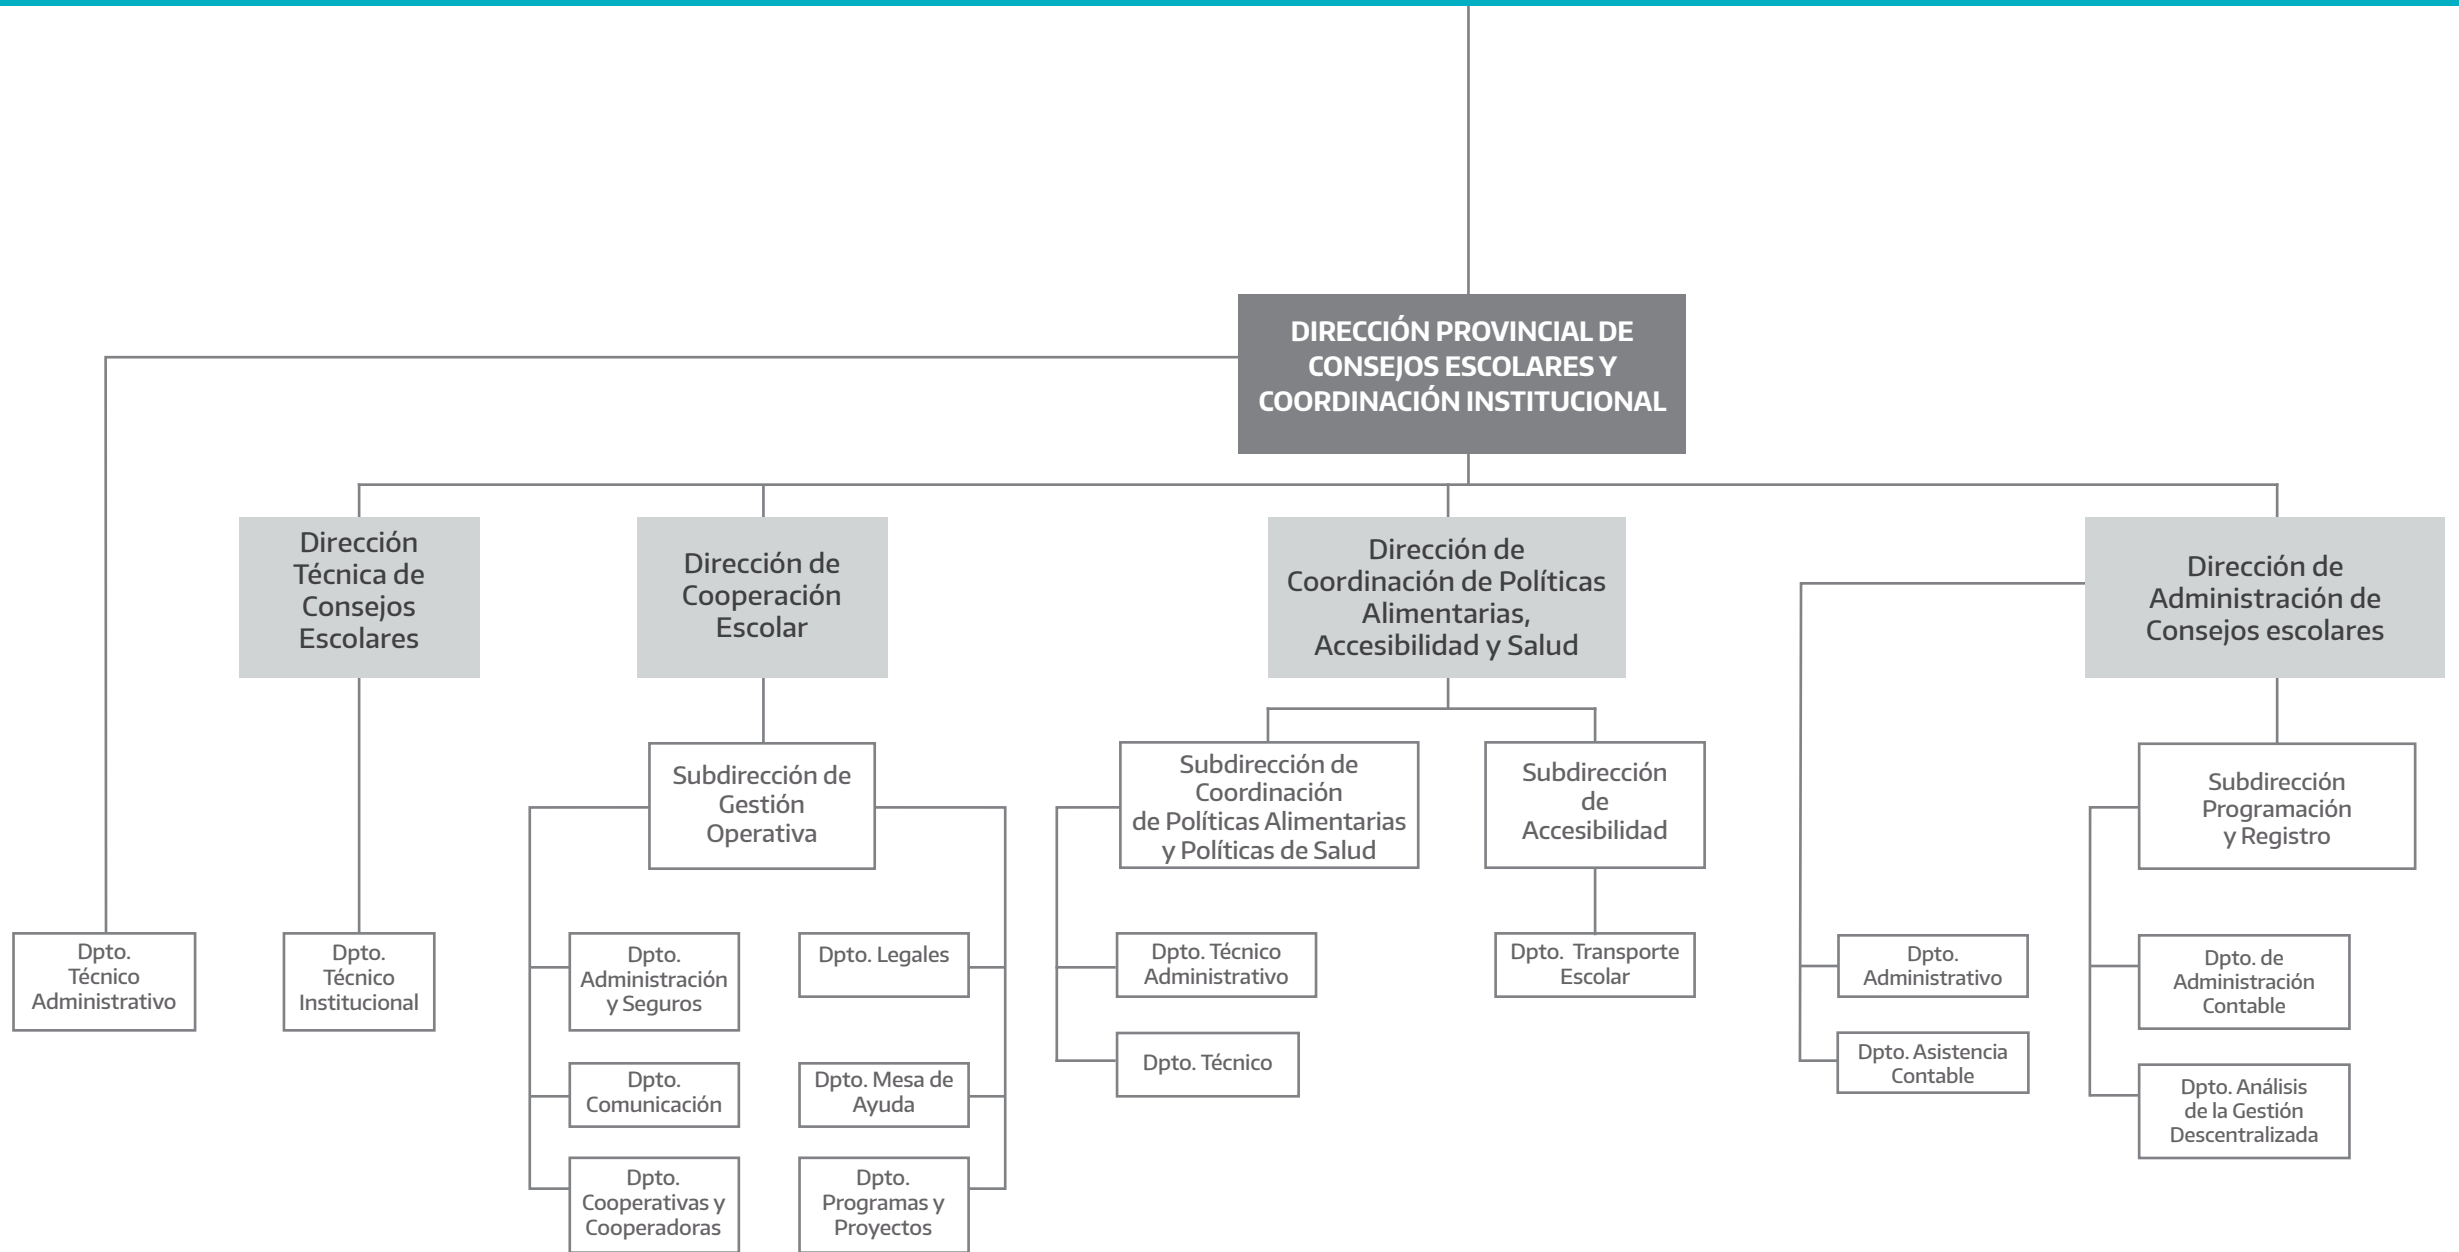 DIRECCIÓN PROVINCIAL DE
CONSEJOS ESCOLARES Y
COORDINACIÓN INSTITUCIONAL
Dirección
Técnica de
Consejos
Escolares
Dirección de
Cooperación
Escolar
Dirección de
Coordinación de Políticas
Alimentarias,
Accesibilidad y Salud
Dirección de
Administración de
Consejos escolares
Subdirección de
Gestión
Operativa
Subdirección de
Coordinación
de Políticas Alimentarias
y Políticas de Salud
Subdirección
de
Accesibilidad
Subdirección
Programación
y Registro
Dpto.
Técnico
Administrativo
Dpto.
Técnico
Institucional
Dpto.
Administración
y Seguros
Dpto. Legales
Dpto. Técnico
Administrativo
Dpto. Transporte
Escolar
Dpto.
Administrativo
Dpto. de
Administración
Contable
Dpto.
Comunicación
Dpto. Mesa de
Ayuda
Dpto. Técnico
Dpto. Asistencia
Contable
Dpto. Análisis
de la Gestión
Descentralizada
Dpto.
Cooperativas y
Cooperadoras
Dpto.
Programas y
Proyectos